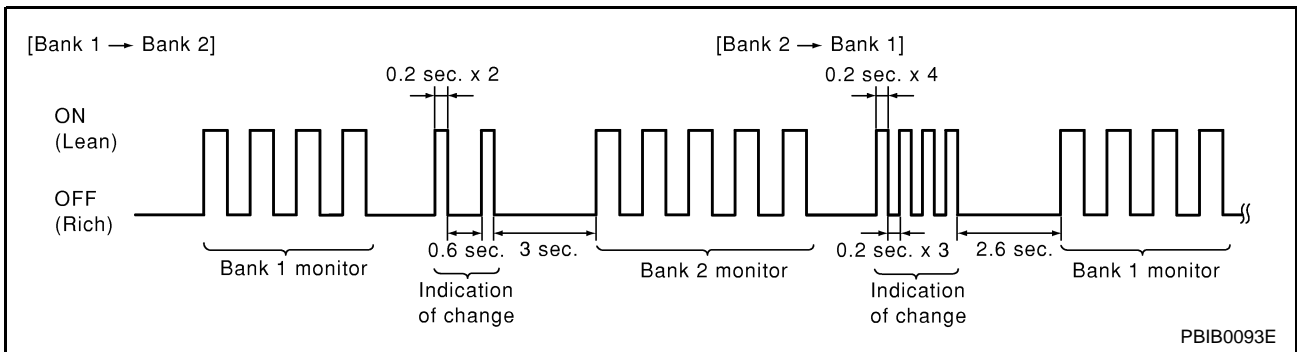 [Bank 1 → Bank 2]
[Bank 2 → Bank 1]
0.2 sec. x 2
0.2 sec. x 4
ON
(Lean)
OFF
(Rich)
0.6 sec.
3 sec.
0.2 sec. x 3
2.6 sec.
Bank 1 monitor
Bank 2 monitor
Bank 1 monitor
Indication
of change
Indication
of change
PBIB0093E